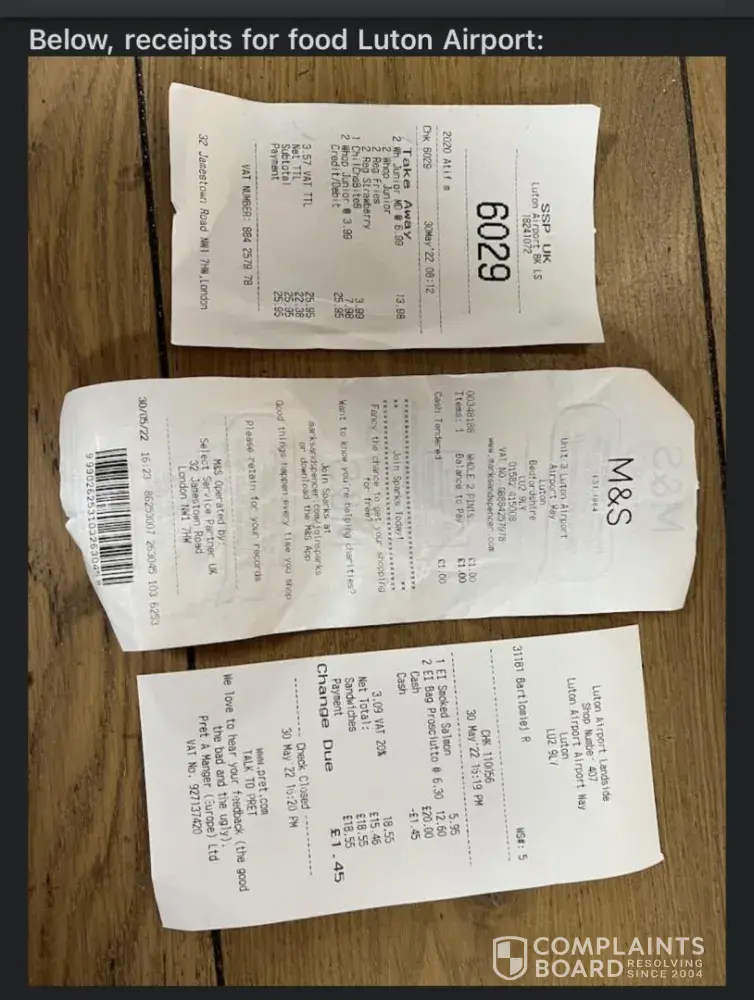 Below, receipts for food Luton Airport:
SSP UK
Luton Airport BK LS
18241072
6029
2020 Atif m
Chk 6029 30May'22 08:12
Take Away
2 Wh Junior MD @ 6.99 13.98
2 Whop Junior
2 Reg Fries
2 Reg Strawberry
1 ChilChsBite6 3.99
2 Whop Junior @ 3.99 7.98
Credit/Debit 25.95
3.57 VAT TTL 25.95
Net TTL 22.38
Subtotal 25.95
Payment 25.95
VAT NUMBER: 884 2579 78
32 Jamestown Road NW1 7HW, London
M&S
EST. 1884
Unit 3 Luton Airport
Airport Way
Luton
Bedfordshire
LU2 9LY
01582 415008
VAT No. GB884257978
www.marksandspencer.com
00348188 WHOLE 2 PINTS £1.00
Items: 1 Balance to Pay £1.00
Cash Tendered £1.00
** Join Sparks Today! **
Fancy the chance to get your shopping
for free?
Want to know you're helping charities?
Join Sparks at
marksandspencer.com/joinsparks
or download the M&S App
Good things happen every time you shop
Please retain for your records
M&S Operated by:
Select Service Partner UK
32 Jamestown Road
London NW1 7HW
30/05/22 16:23 86253007 263045 103 6253
Luton Airport Landside
Shop Number 407
Luton Airport Airport Way
Luton
LU2 9LY
31181 Bartlomiej R WS#: 5
CHK 110156
30 May '22 16:19 PM
1 EI Smoked Salmon 5.95
2 EI Bag Prosciutto @ 6.30 12.60
Cash £20.00
Cash -£1.45
3.09 VAT 20% 18.55
Net Total: £15.46
Sandwiches £18.55
Payment £18.55
Change Due £1.45
Check Closed
30 May '22 16:20 PM
www.pret.com
TALK TO PRET
We love to hear your feedback (the good
the bad and the ugly).
Pret A Manger (Europe) Ltd
VAT No. 927137420
COMPLAINTS
BOARD RESOLVING
SINCE 2004